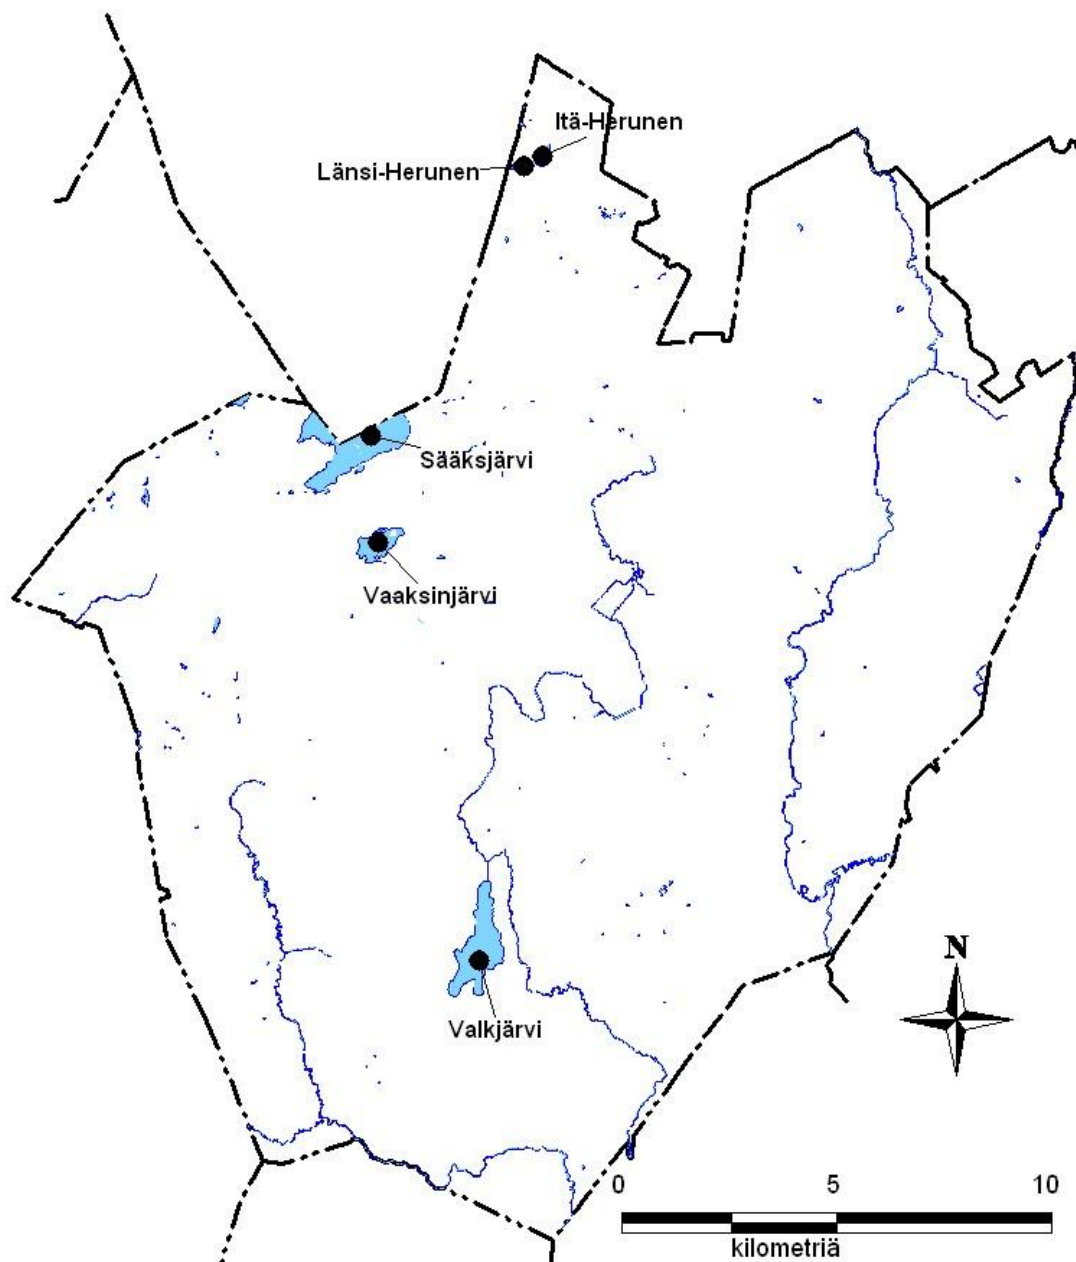 Itä-Herunen
Länsi-Herunen
Sääksjärvi
Vaaksinjärvi
N
Valkjärvi
0 5 10
kilometriä